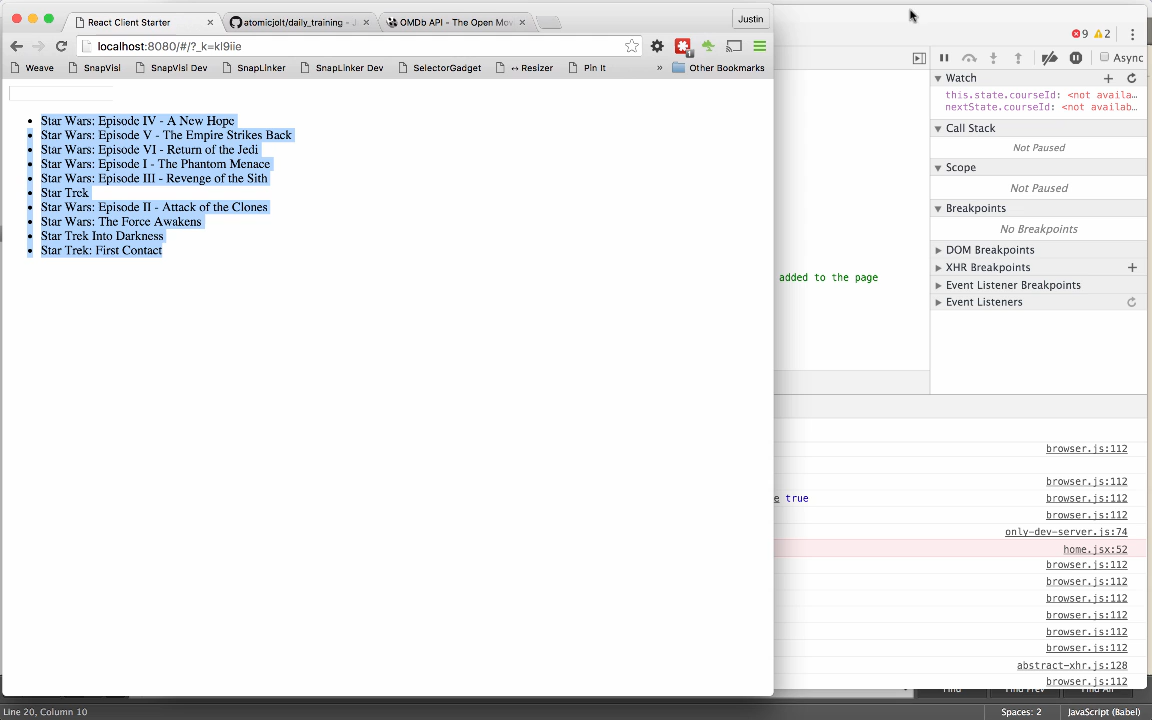 React Client Starter
atomicjolt/daily_training - J
OMDb API - The Open Mov
Justin
localhost:8080/#/?_k=kl9iie
Weave
SnapVisi
SnapVisi Dev
SnapLinker
SnapLinker Dev
SelectorGadget
↔ Resizer
Pin It
»
Other Bookmarks
Star Wars: Episode IV - A New Hope
Star Wars: Episode V - The Empire Strikes Back
Star Wars: Episode VI - Return of the Jedi
Star Wars: Episode I - The Phantom Menace
Star Wars: Episode III - Revenge of the Sith
Star Trek
Star Wars: Episode II - Attack of the Clones
Star Wars: The Force Awakens
Star Trek Into Darkness
Star Trek: First Contact
9 2
Async
Watch
this.state.courseId: <not availa…
nextState.courseId: <not availab…
Call Stack
Not Paused
Scope
Not Paused
Breakpoints
No Breakpoints
DOM Breakpoints
XHR Breakpoints
Event Listener Breakpoints
Event Listeners
added to the page
browser.js:112
browser.js:112
e true browser.js:112
browser.js:112
only-dev-server.js:74
home.jsx:52
browser.js:112
browser.js:112
browser.js:112
browser.js:112
browser.js:112
browser.js:112
abstract-xhr.js:128
browser.js:112
Find Find Prev Find All
Line 20, Column 10
Spaces: 2
JavaScript (Babel)